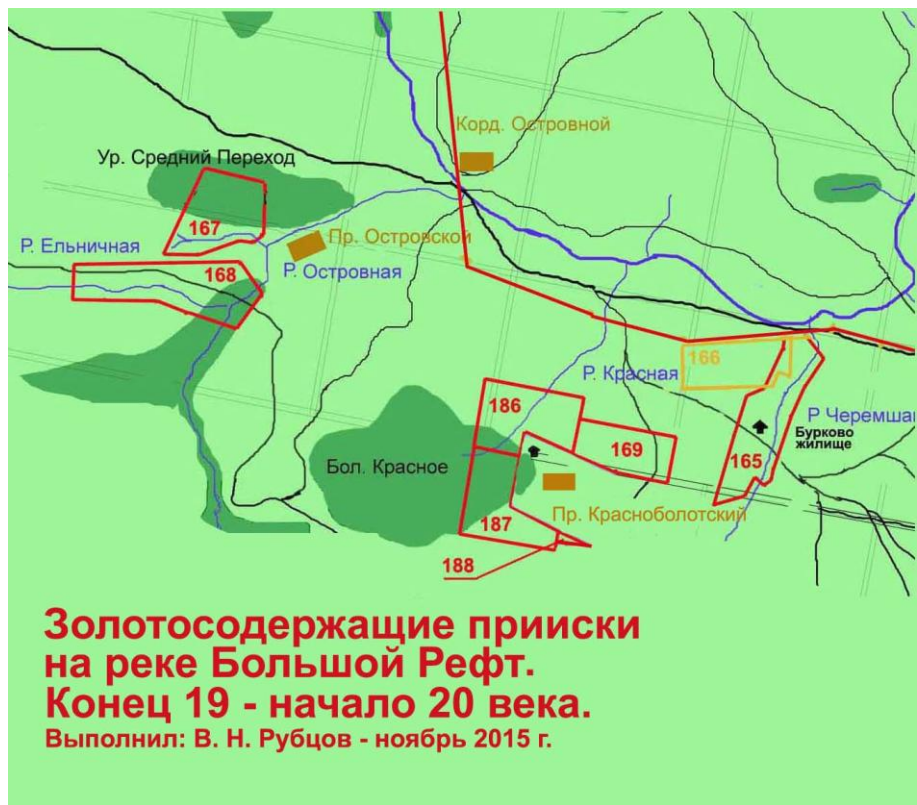 Корд. Островной
Ур. Средний Переход
167
Р. Ельничная
Пр. Островской
168
Р. Островная
166
Р. Красная
186
Р Черемшан
Бурково
жилище
169
165
Бол. Красное
Пр. Красноболотский
187
188
Золотосодержащие прииски
на реке Большой Рефт.
Конец 19 - начало 20 века.
Выполнил: В. Н. Рубцов - ноябрь 2015 г.